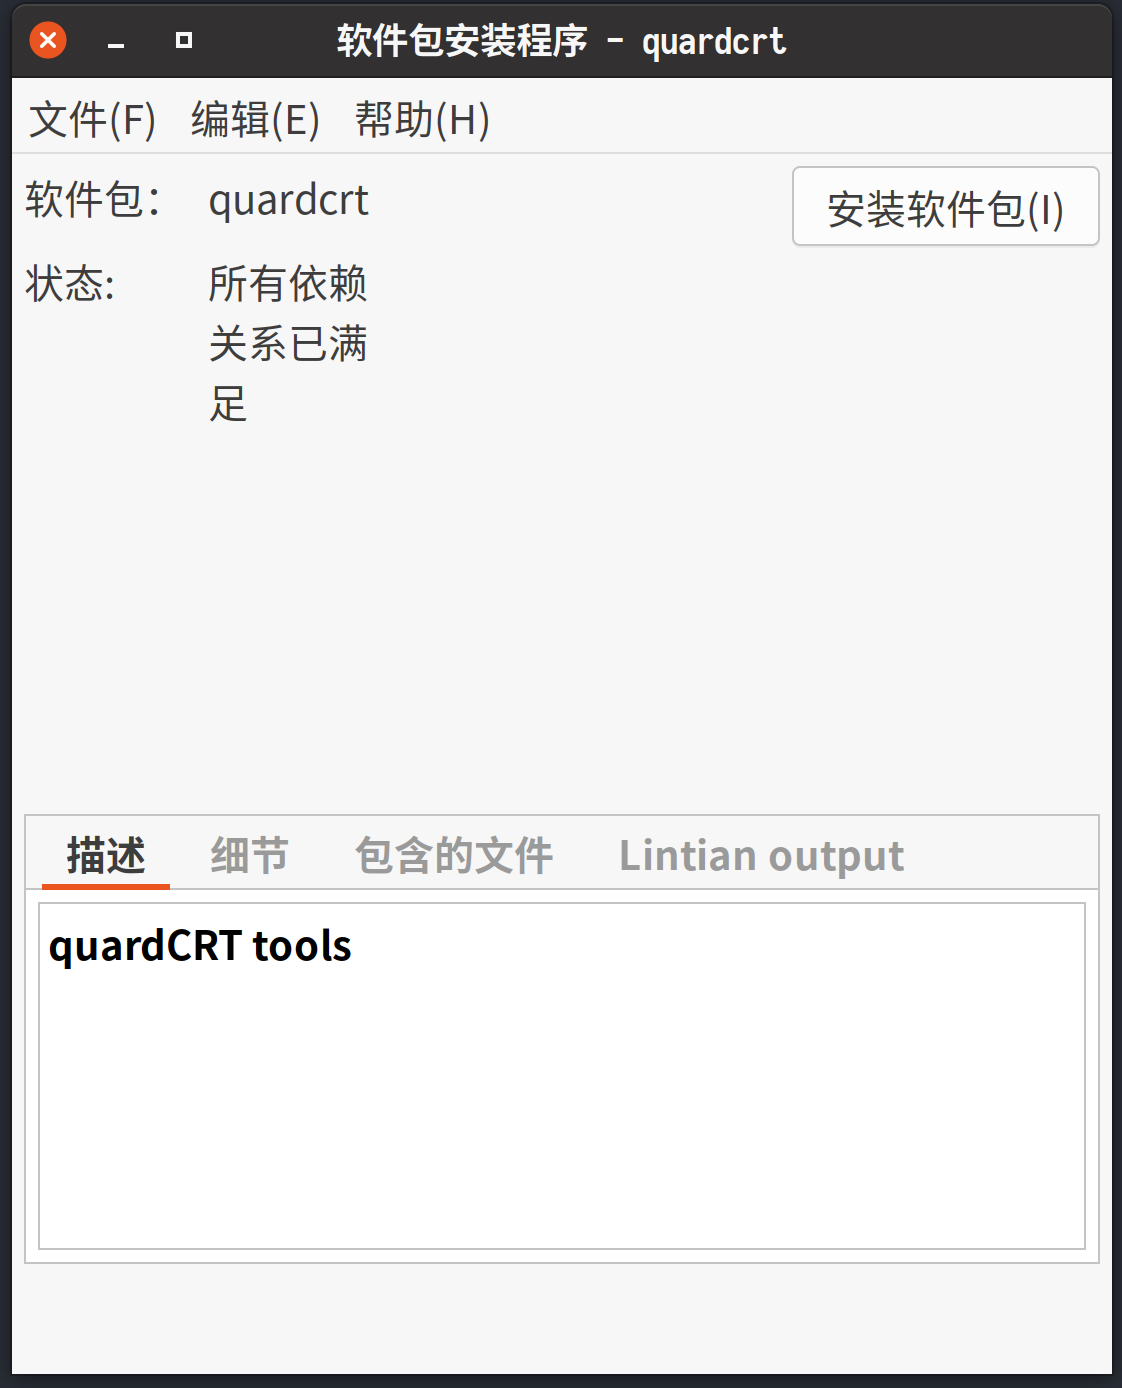 软件包安装程序 - quardcrt
文件(F) 编辑(E) 帮助(H)
软件包： quardcrt 安装软件包(I)
状态: 所有依赖
关系已满
足
描述 细节 包含的文件 Lintian output
quardCRT tools